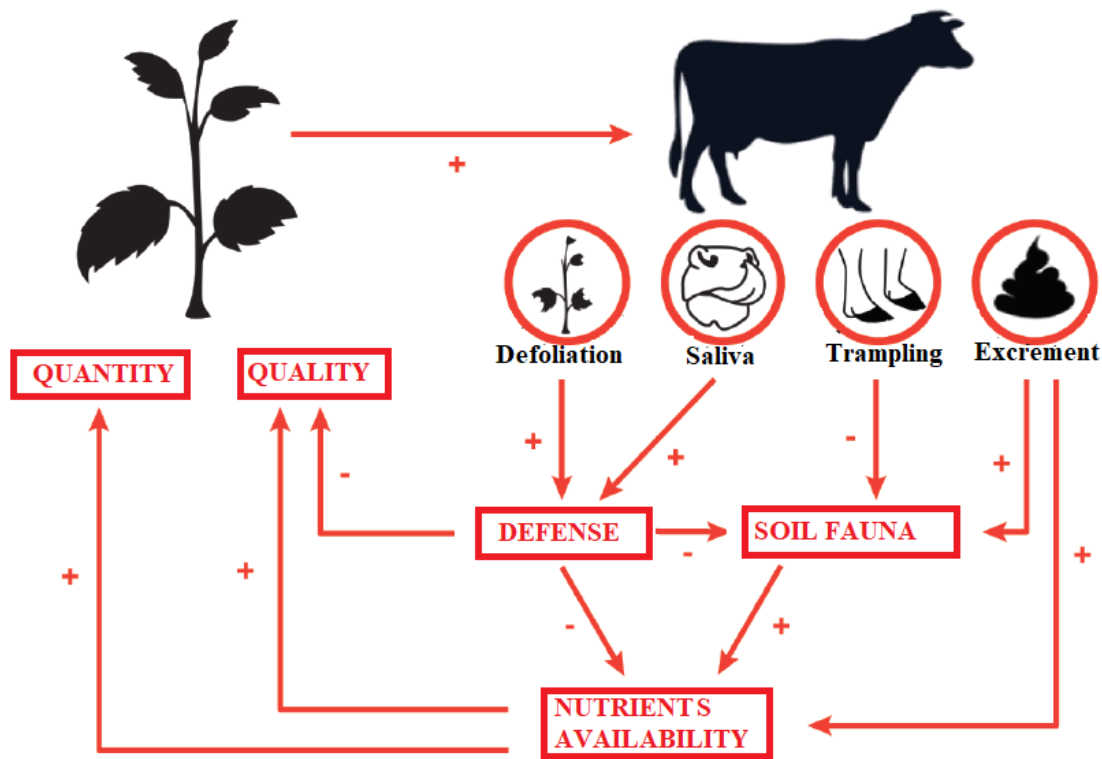 +
Defoliation Saliva Trampling Excrement
QUANTITY QUALITY
+ + - +
-
DEFENSE SOIL FAUNA
-
+ + +
- +
NUTRIENTS
AVAILABILITY